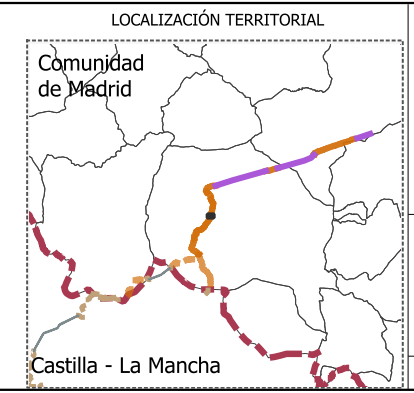 LOCALIZACIÓN TERRITORIAL
Comunidad
de Madrid
Castilla - La Mancha